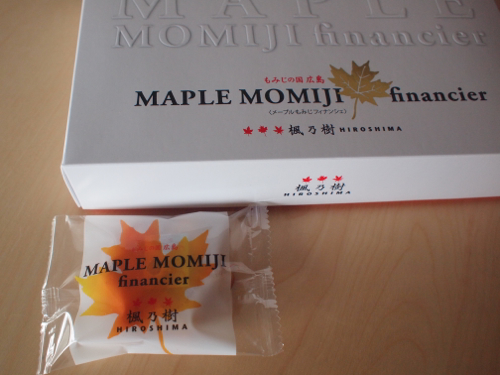 MAPLE
MOMIJI financier
もみじの国 広島
MAPLE MOMIJI financier
(メープルもみじフィナンシェ)
楓乃樹 HIROSHIMA
楓乃樹
HIROSHIMA
MAPLE MOMIJI
financier
楓乃樹
HIROSHIMA